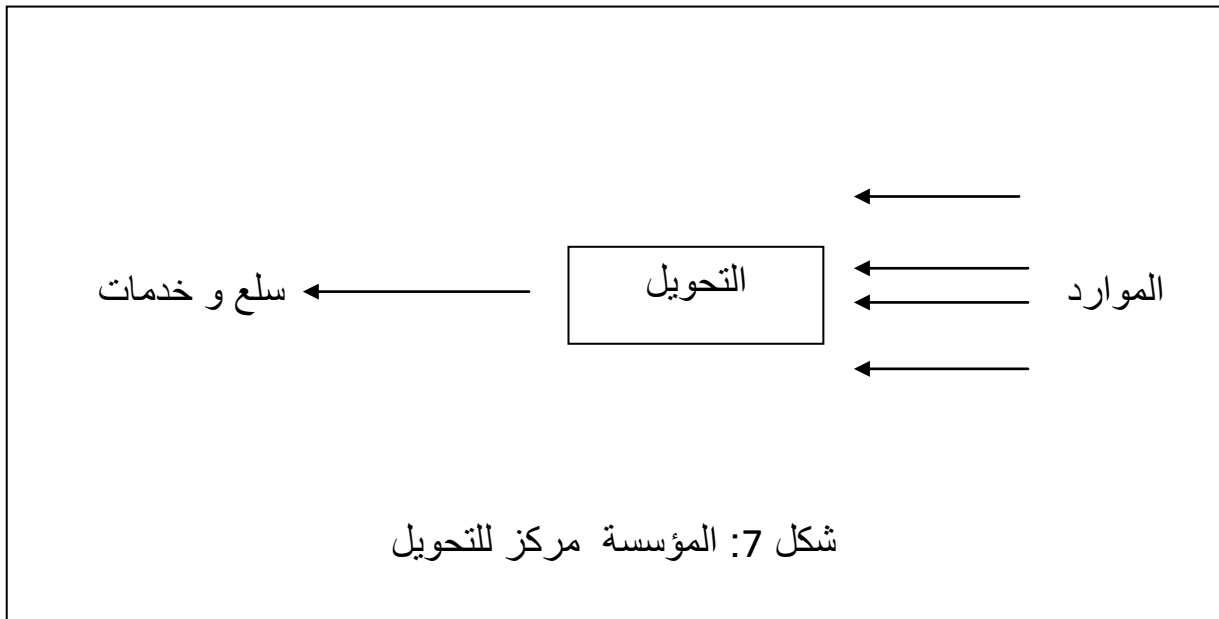 الموارد
التحويل
سلع و خدمات
شكل 7: المؤسسة مركز للتحويل